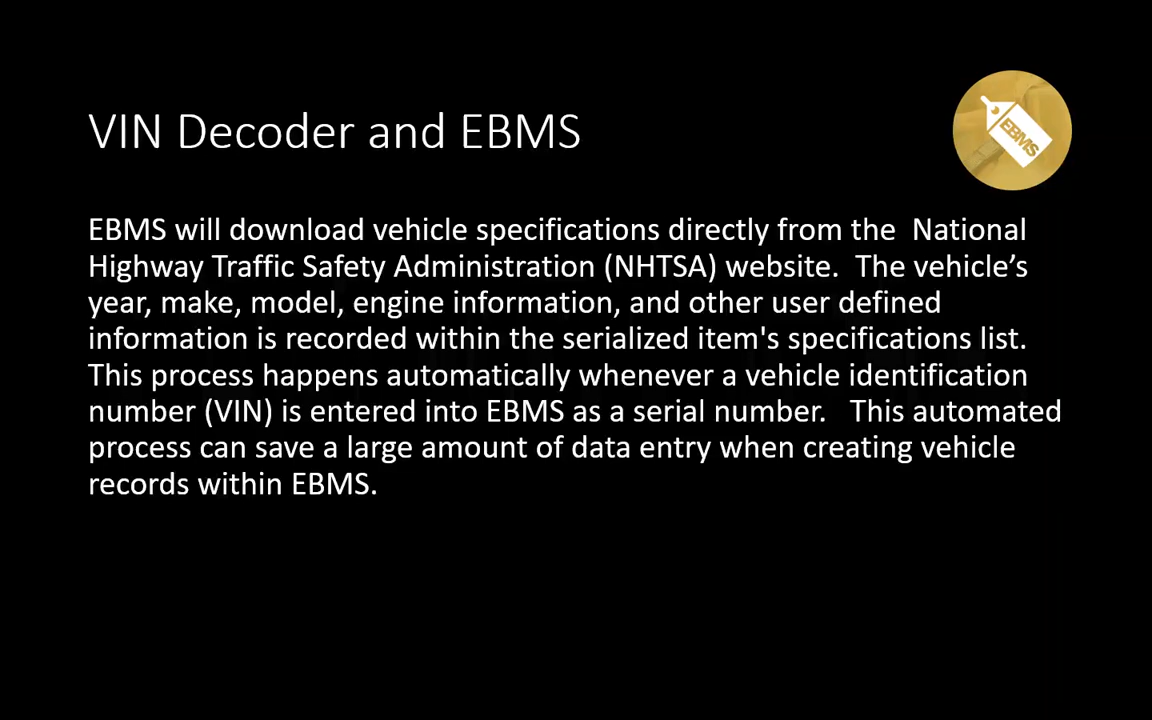 VIN Decoder and EBMS
EBMS
EBMS will download vehicle specifications directly from the  National
Highway Traffic Safety Administration (NHTSA) website.  The vehicle’s
year, make, model, engine information, and other user defined
information is recorded within the serialized item's specifications list.
This process happens automatically whenever a vehicle identification
number (VIN) is entered into EBMS as a serial number.   This automated
process can save a large amount of data entry when creating vehicle
records within EBMS.